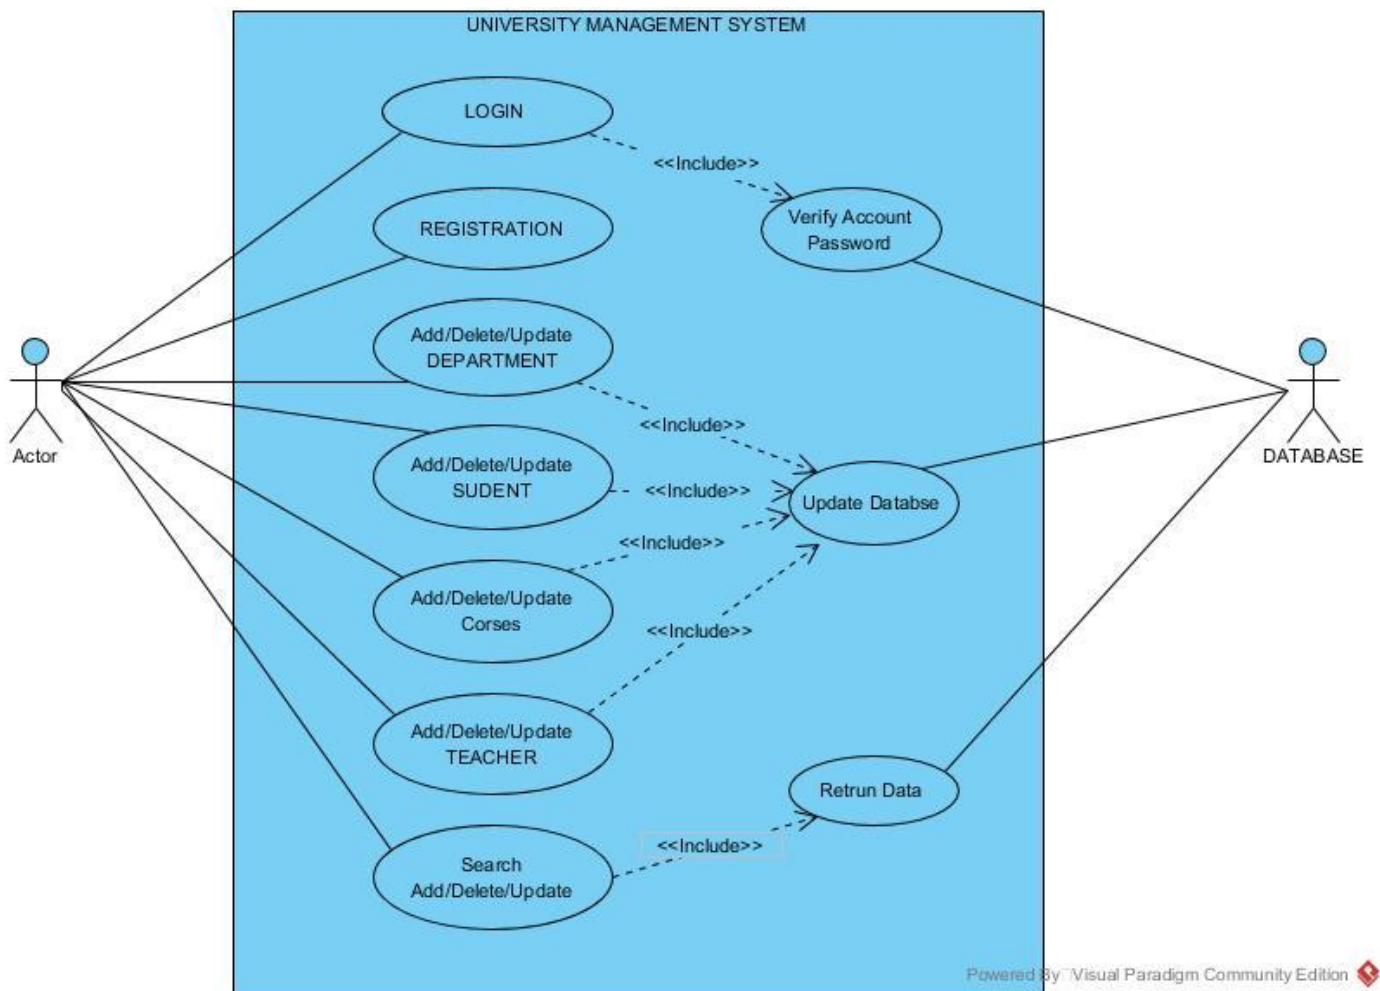 UNIVERSITY MANAGEMENT SYSTEM
LOGIN
<<Include>>
Verify Account
Password
REGISTRATION
Add/Delete/Update
DEPARTMENT
<<Include>>
Actor
DATABASE
Add/Delete/Update
SUDENT
<<Include>>
Update Databse
<<Include>>
Add/Delete/Update
Corses
<<Include>>
Add/Delete/Update
TEACHER
Retrun Data
<<Include>>
Search
Add/Delete/Update
Powered By Visual Paradigm Community Edition